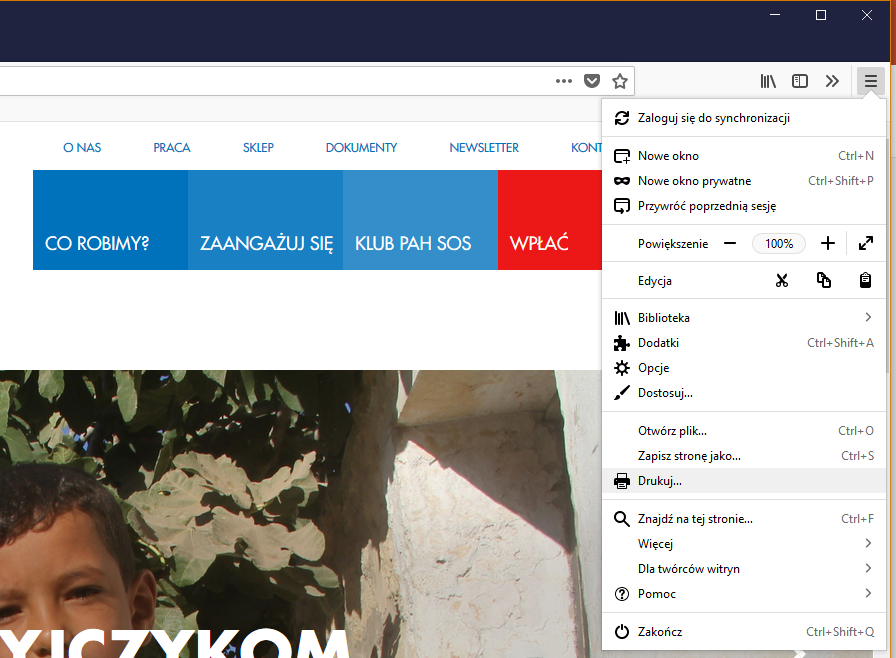 O NAS PRACA SKLEP DOKUMENTY NEWSLETTER KONT
CO ROBIMY? ZAANGAŻUJ SIĘ KLUB PAH SOS WPŁAĆ
YJCZYKOM
Zaloguj się do synchronizacji
Nowe okno Ctrl+N
Nowe okno prywatne Ctrl+Shift+P
Przywróć poprzednią sesję
Powiększenie 100%
Edycja
Biblioteka
Dodatki Ctrl+Shift+A
Opcje
Dostosuj...
Otwórz plik... Ctrl+O
Zapisz stronę jako... Ctrl+S
Drukuj...
Znajdź na tej stronie... Ctrl+F
Więcej
Dla twórców witryn
Pomoc
Zakończ Ctrl+Shift+Q